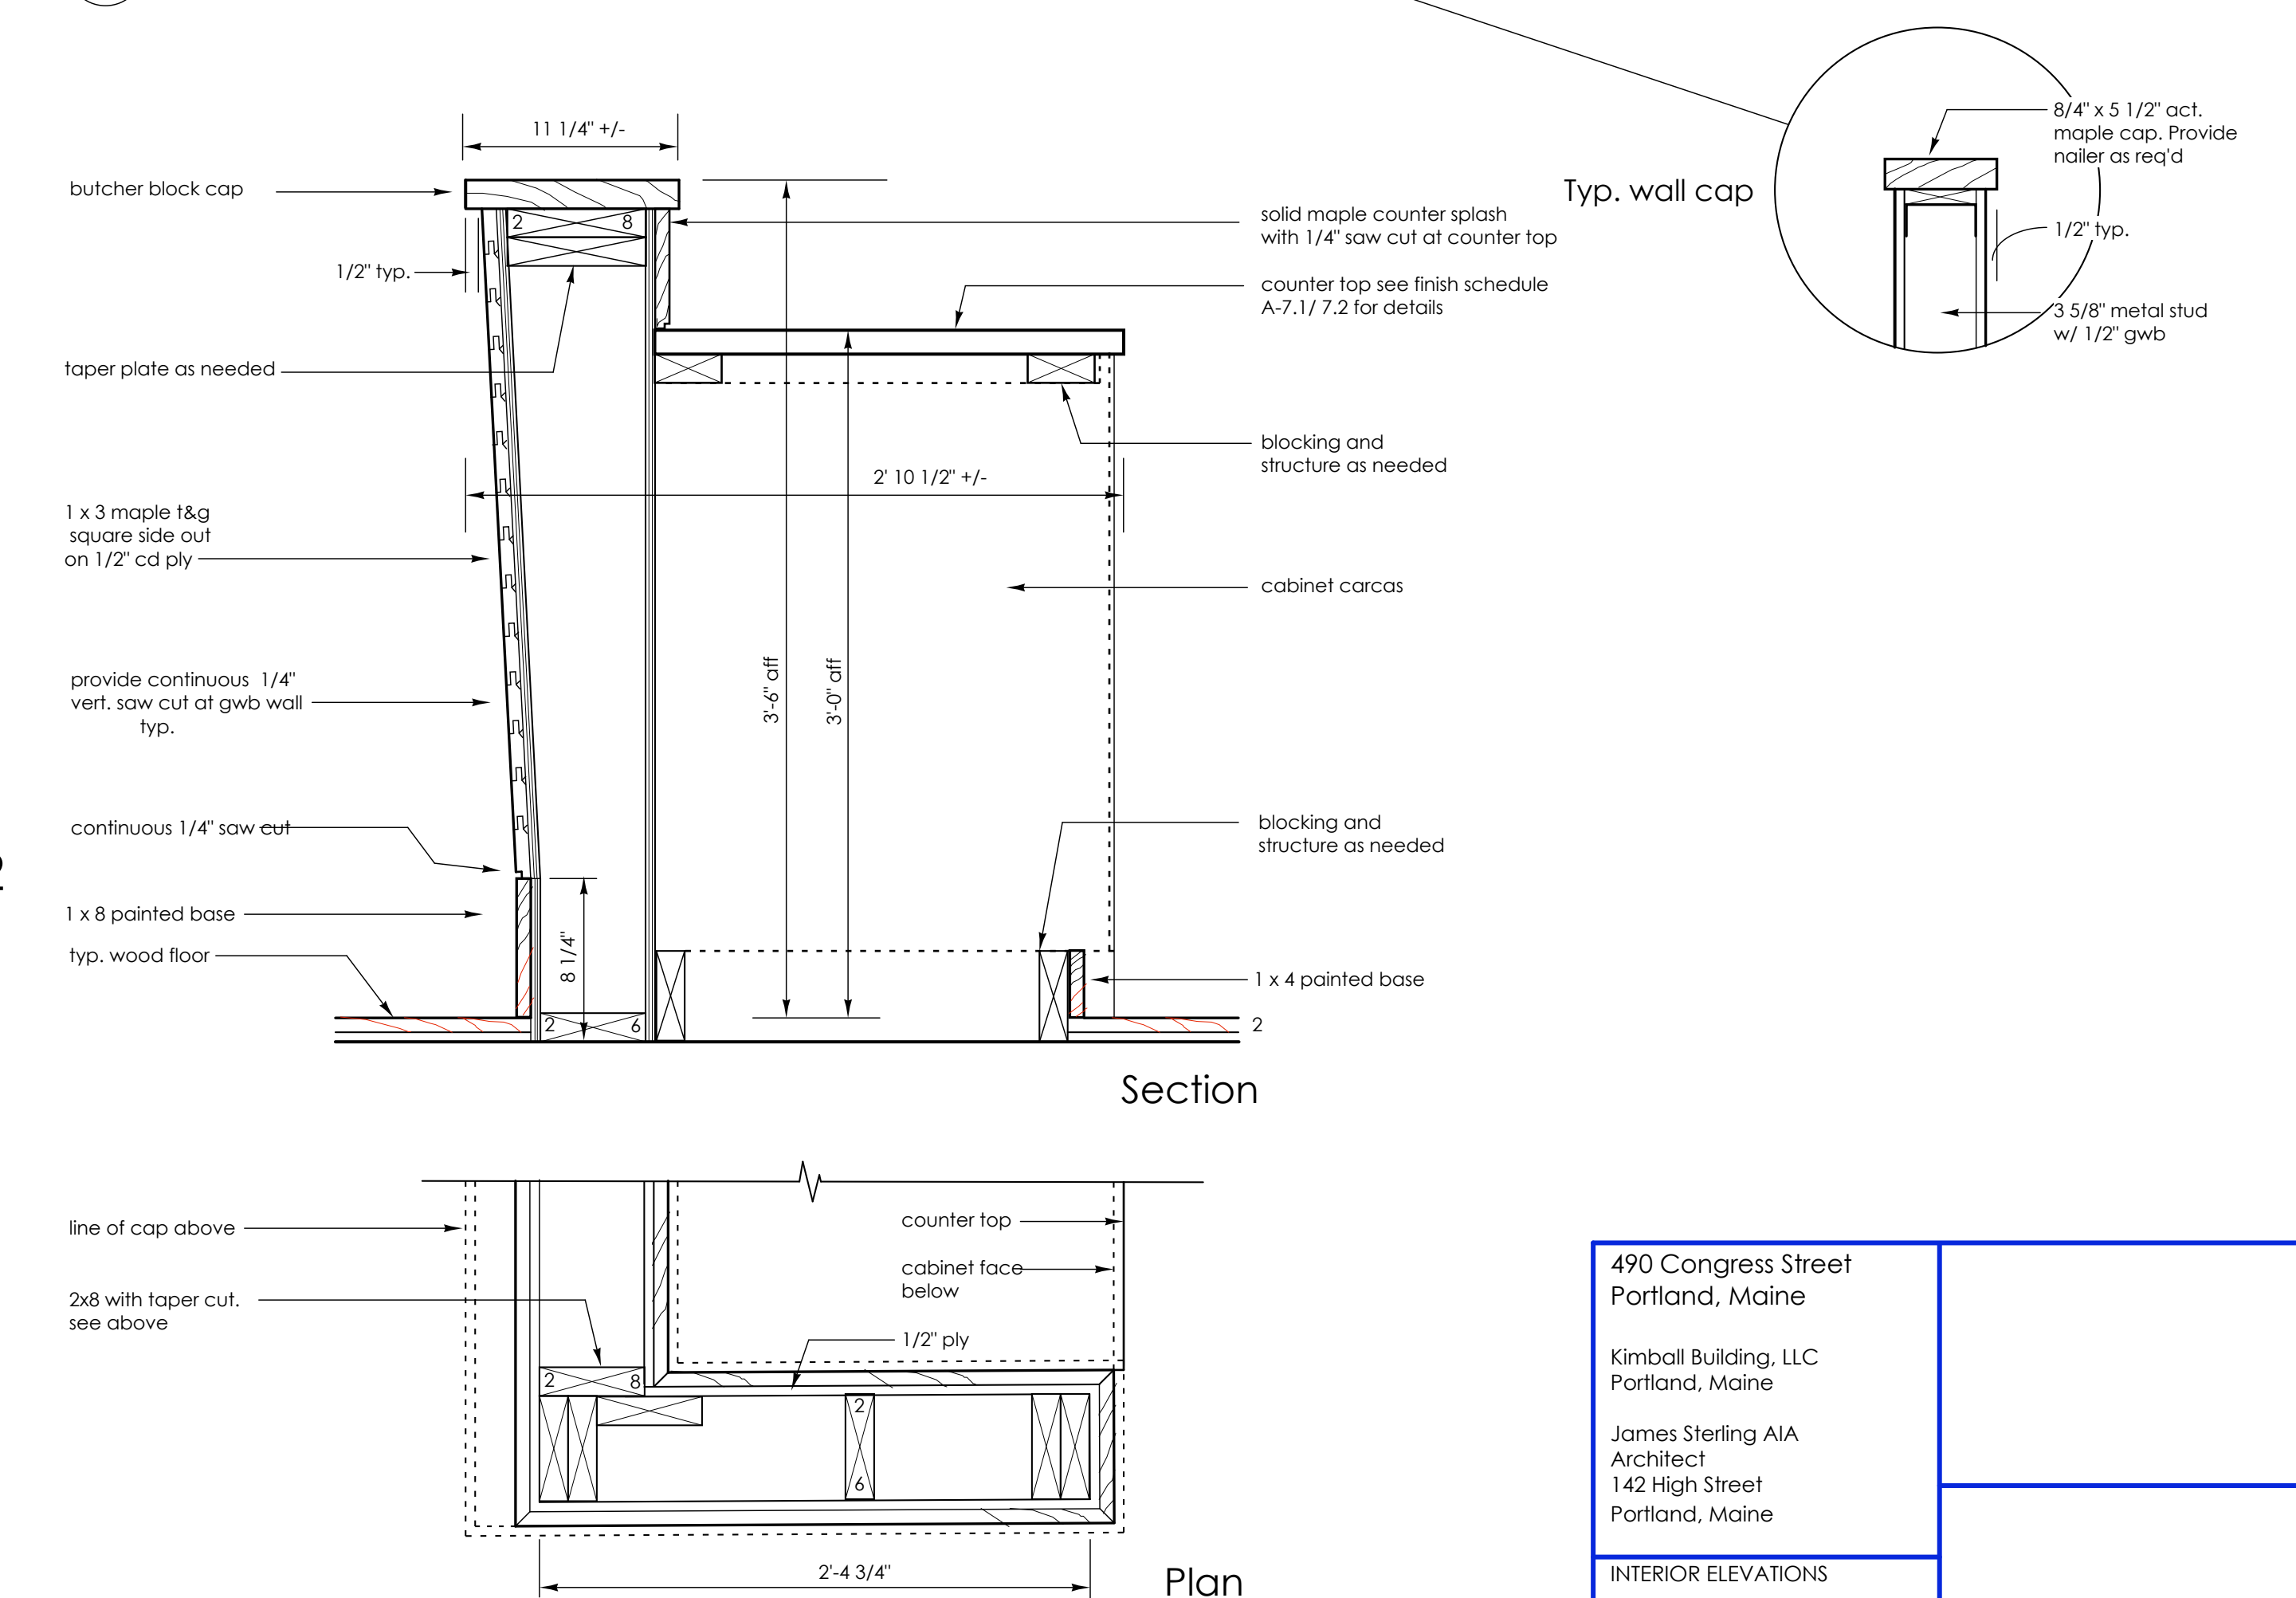 11 1/4" +/-
butcher block cap
2 8
1/2" typ.
taper plate as needed
1 x 3 maple t&g
square side out
on 1/2" cd ply
provide continuous 1/4"
vert. saw cut at gwb wall
typ.
continuous 1/4" saw cut
1 x 8 painted base
typ. wood floor
8 1/4"
2 6
3'-6" aff
3'-0" aff
2' 10 1/2" +/-
solid maple counter splash
with 1/4" saw cut at counter top
counter top see finish schedule
A-7.1/ 7.2 for details
blocking and
structure as needed
cabinet carcas
blocking and
structure as needed
1 x 4 painted base
2
Section
Typ. wall cap
8/4" x 5 1/2" act.
maple cap. Provide
nailer as req'd
1/2" typ.
3 5/8" metal stud
w/ 1/2" gwb
line of cap above
2x8 with taper cut.
see above
counter top
cabinet face
below
1/2" ply
2 8
2
6
2'-4 3/4"
Plan
490 Congress Street
Portland, Maine
Kimball Building, LLC
Portland, Maine
James Sterling AIA
Architect
142 High Street
Portland, Maine
INTERIOR ELEVATIONS